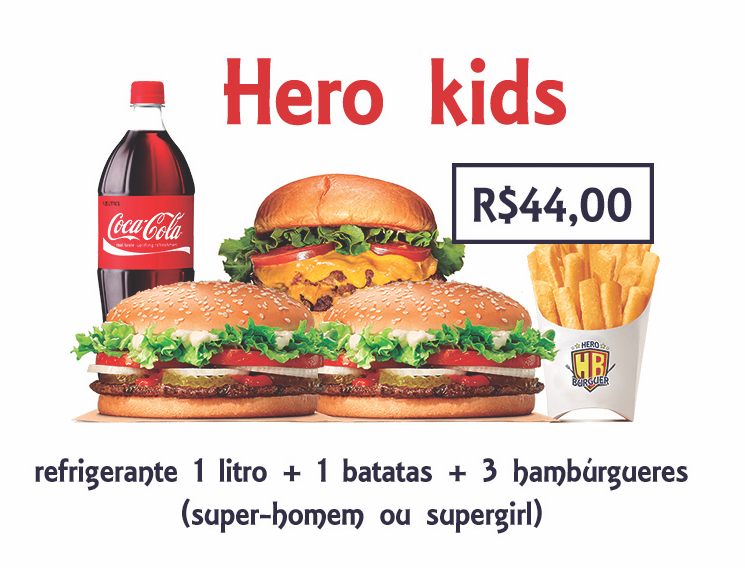 Hero kids
R$44,00
Coca-Cola
HERO
HB
BURGUER
refrigerante 1 litro + 1 batatas + 3 hambúrgueres
(super-homem ou supergirl)